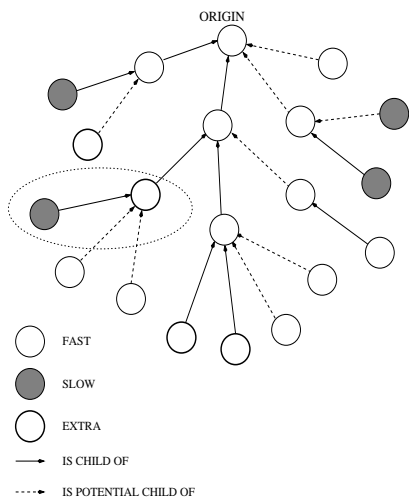 ORIGIN
FAST
SLOW
EXTRA
IS CHILD OF
IS POTENTIAL CHILD OF